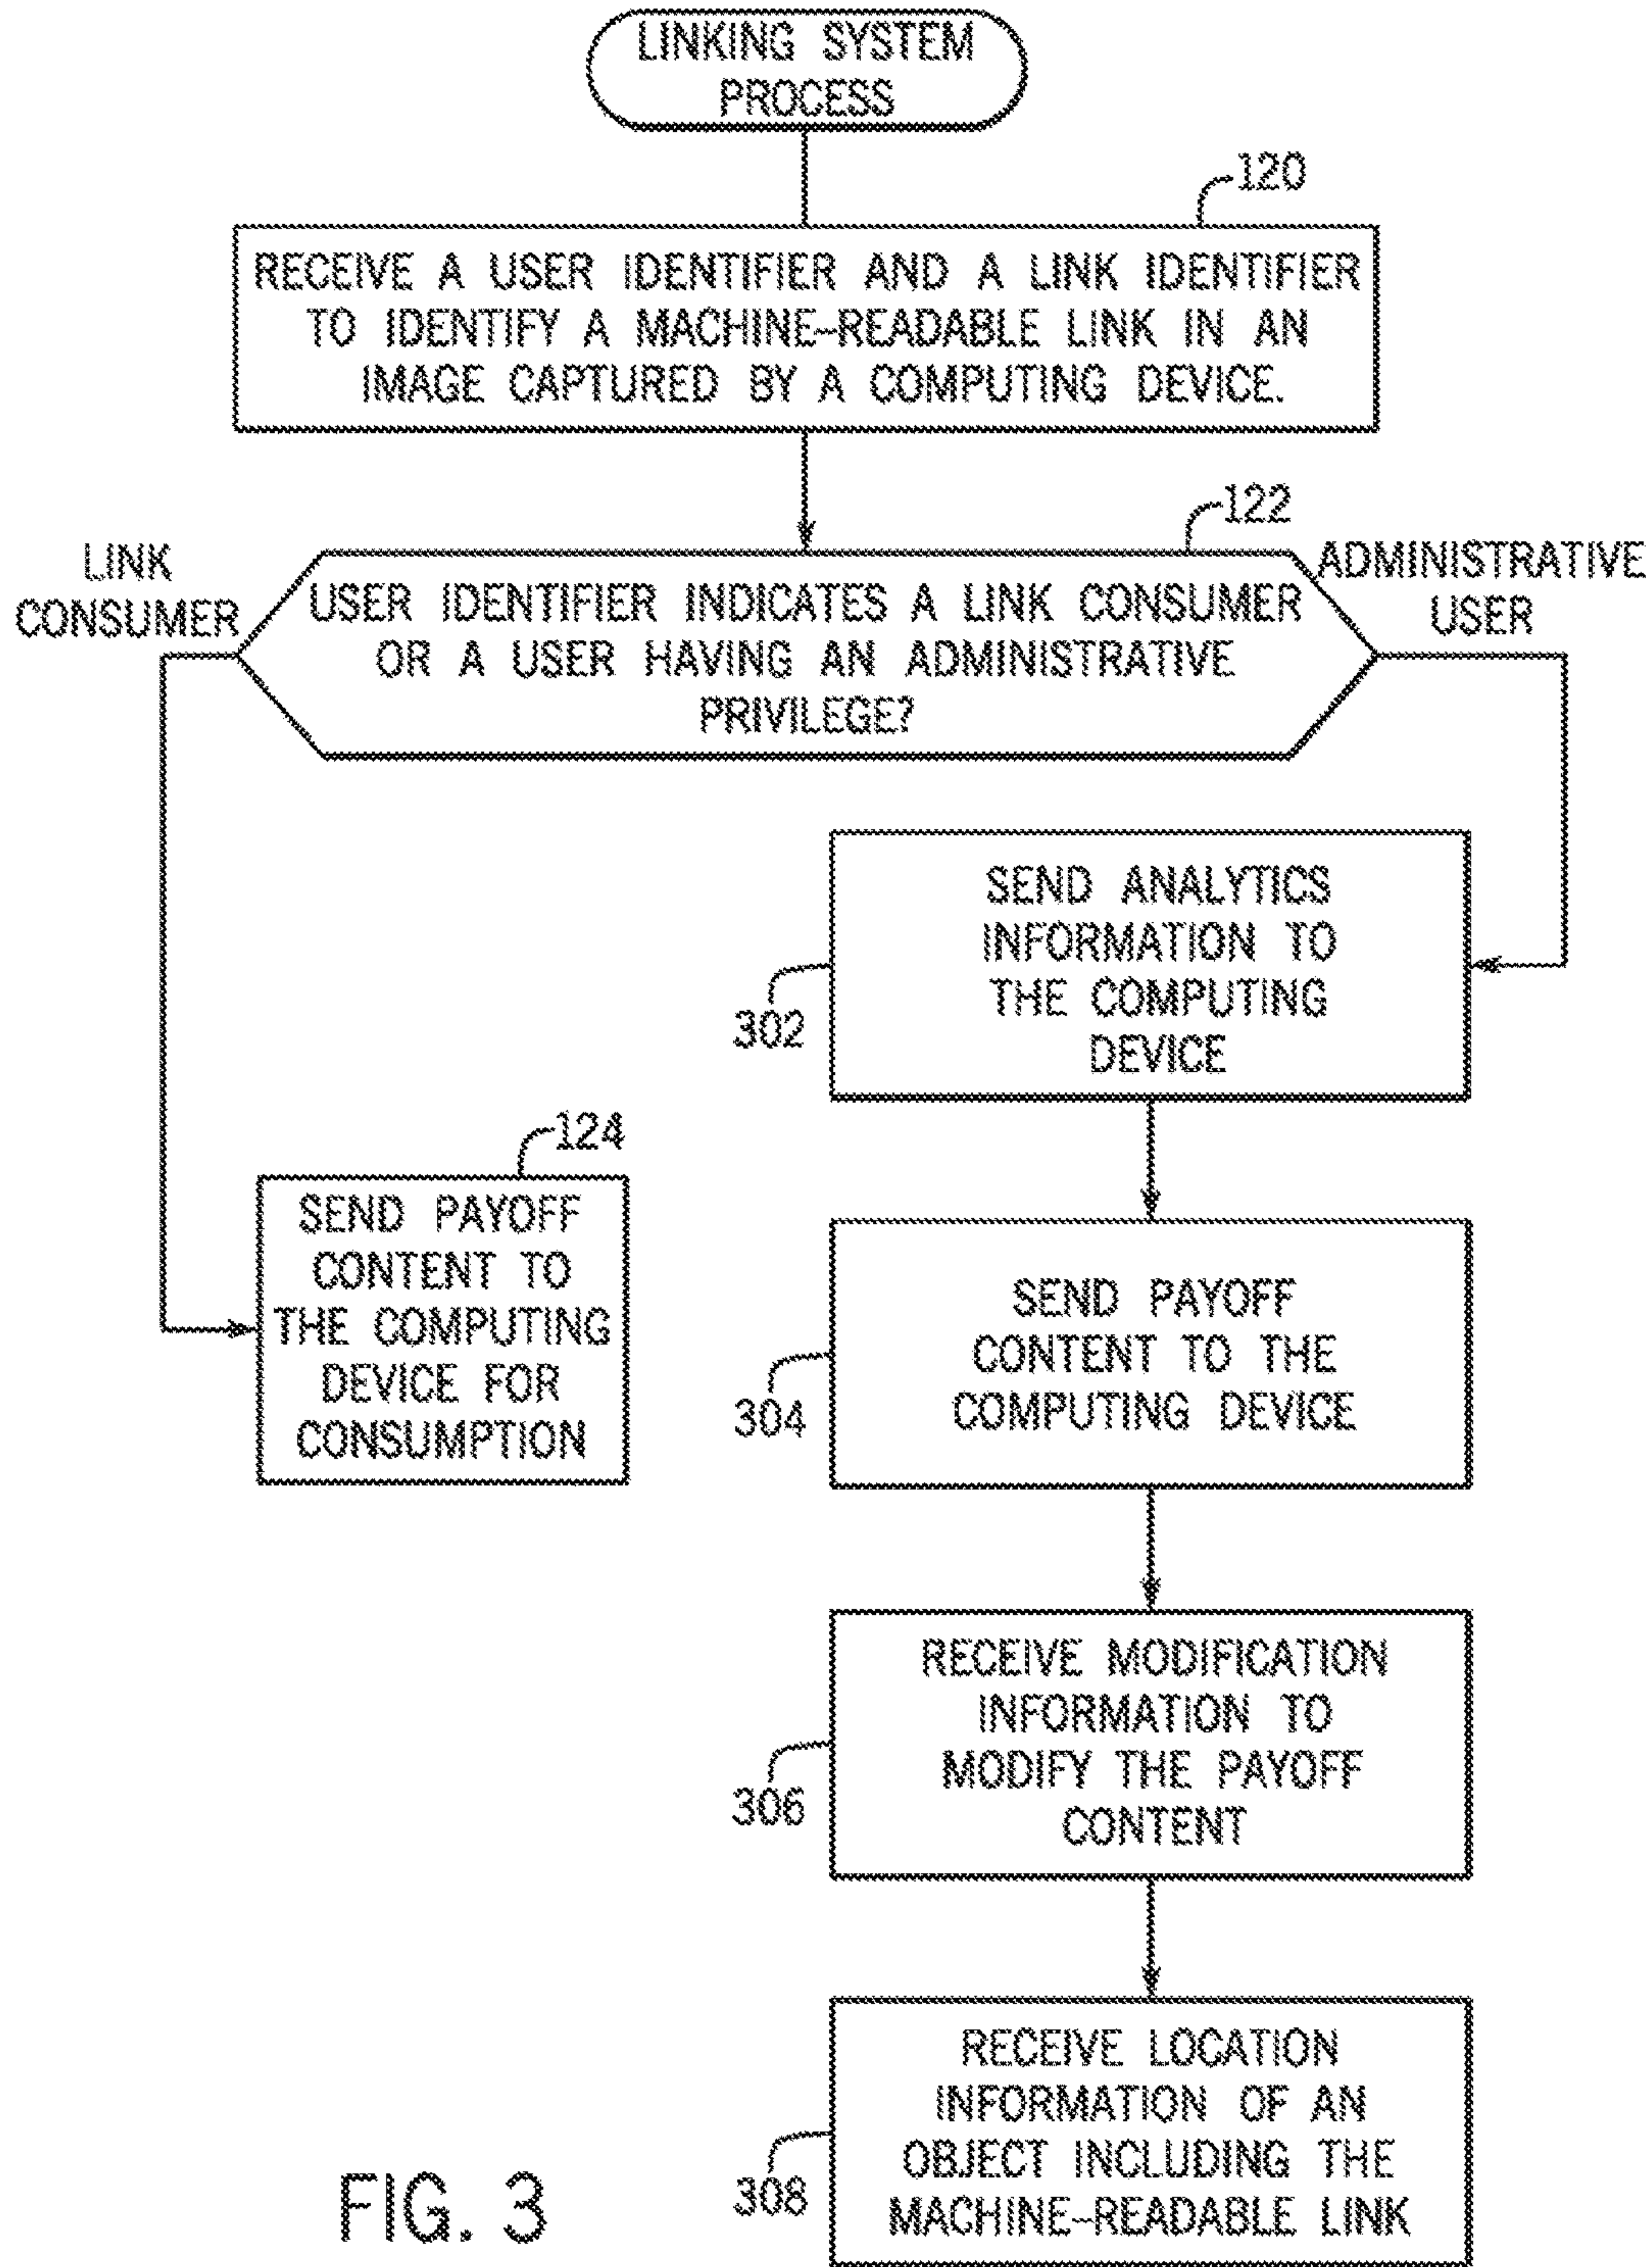 LINKING SYSTEM
PROCESS
120
RECEIVE A USER IDENTIFIER AND A LINK IDENTIFIER
TO IDENTIFY A MACHINE-READABLE LINK IN AN
IMAGE CAPTURED BY A COMPUTING DEVICE.
122
LINK
CONSUMER
USER IDENTIFIER INDICATES A LINK CONSUMER
OR A USER HAVING AN ADMINISTRATIVE
PRIVILEGE?
ADMINISTRATIVE
USER
SEND ANALYTICS
INFORMATION TO
THE COMPUTING
DEVICE
302
124
SEND PAYOFF
CONTENT TO
THE COMPUTING
DEVICE FOR
CONSUMPTION
SEND PAYOFF
CONTENT TO THE
COMPUTING DEVICE
304
RECEIVE MODIFICATION
INFORMATION TO
MODIFY THE PAYOFF
CONTENT
306
RECEIVE LOCATION
INFORMATION OF AN
OBJECT INCLUDING THE
MACHINE-READABLE LINK
308
FIG. 3